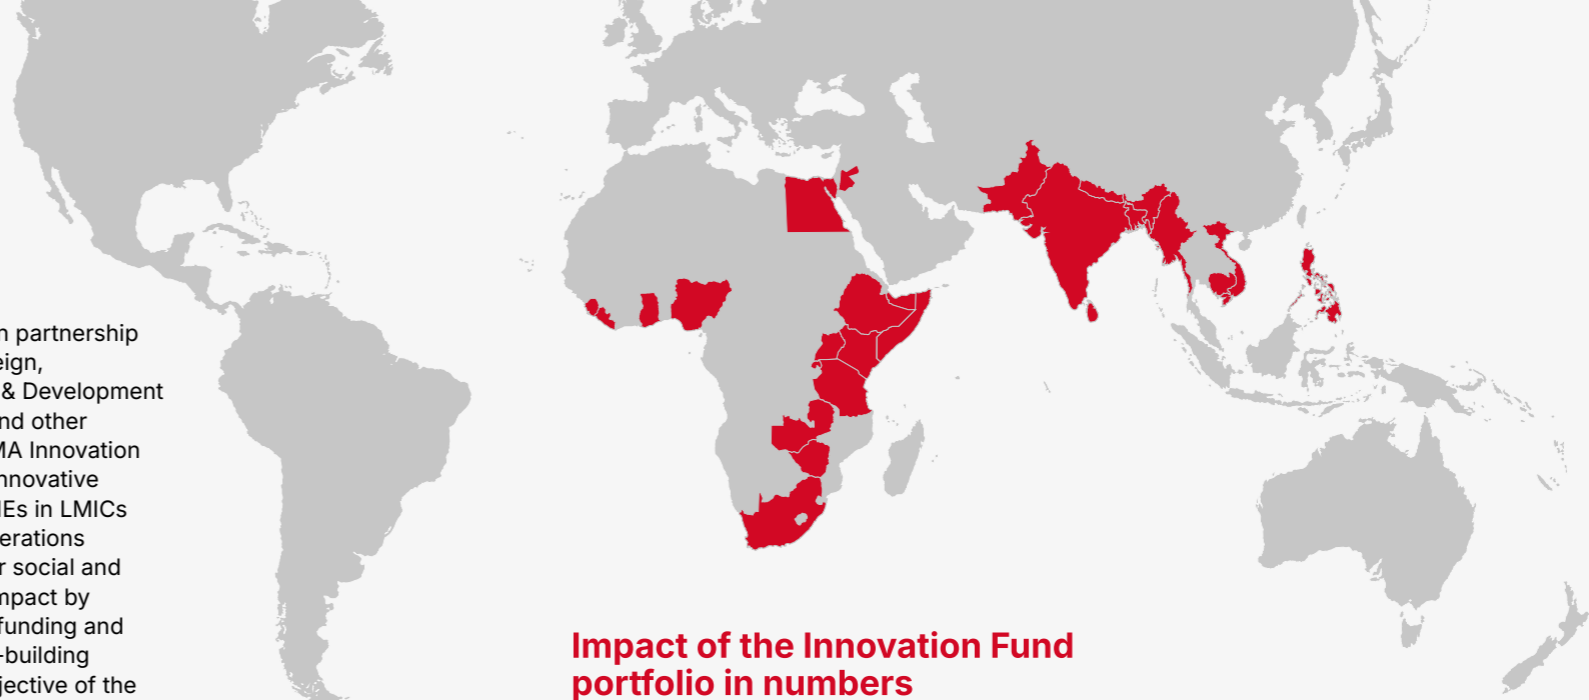 n partnership
eign,
& Development
nd other
MA Innovation
nnovative
IEs in LMICs
erations
r social and
mpact by
funding and
-building
jective of the
Impact of the Innovation Fund
portfolio in numbers